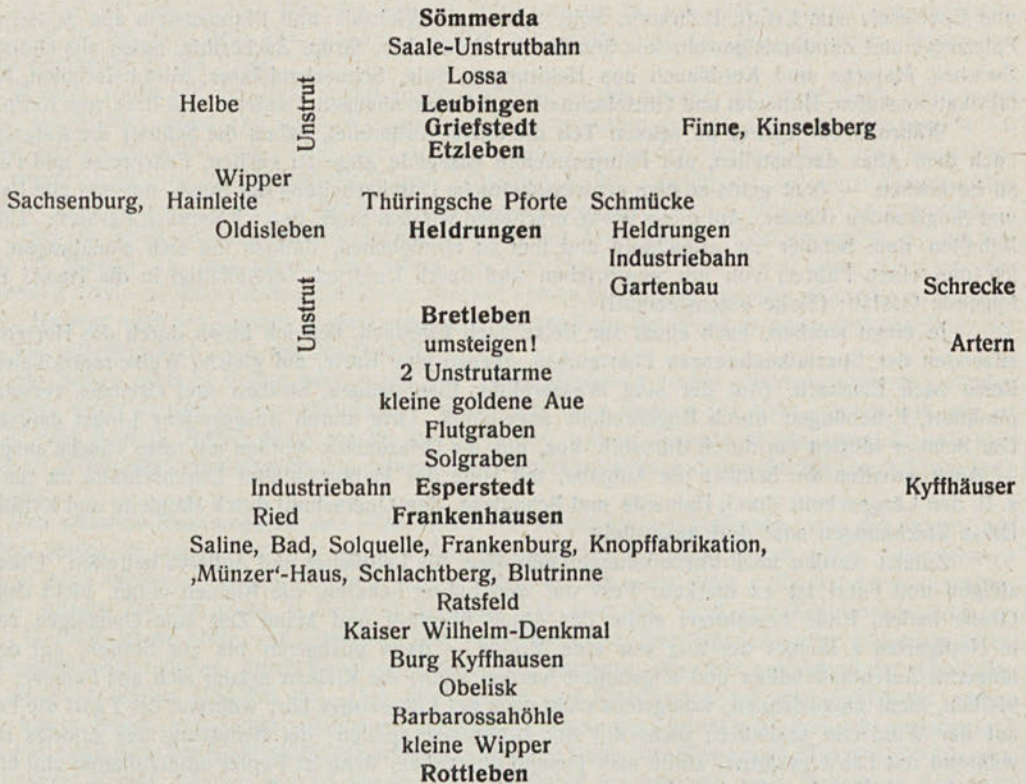 Sömmerda
Saale-Unstrutbahn
Lossa
Helbe Unstrut Leubingen
Griefstedt Finne, Kinselsberg
Etzleben
Wipper
Sachsenburg, Hainleite Thüringsche Pforte Schmücke
Oldisleben Heldrungen Heldrungen
Industriebahn
Unstrut Gartenbau Schrecke
Bretleben
umsteigen! Artern
2 Unstrutarme
kleine goldene Aue
Flutgraben
Solgraben
Industriebahn Esperstedt Kyffhäuser
Ried Frankenhausen
Saline, Bad, Solquelle, Frankenburg, Knopffabrikation,
‚Münzer‘-Haus, Schlachtberg, Blutrinne
Ratsfeld
Kaiser Wilhelm-Denkmal
Burg Kyffhausen
Obelisk
Barbarossahöhle
kleine Wipper
Rottleben